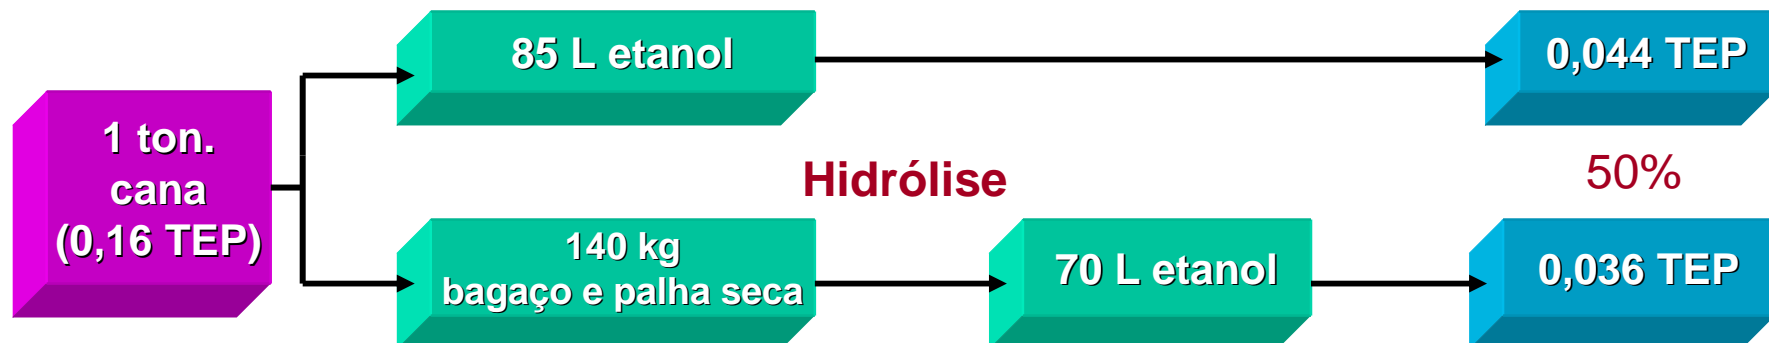 1 ton.
cana
(0,16 TEP)
85 L etanol
0,044 TEP
Hidrólise
50%
140 kg
bagaço e palha seca
70 L etanol
0,036 TEP